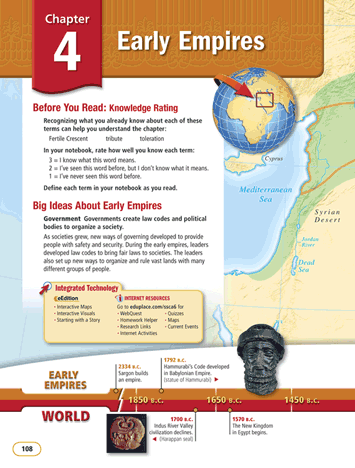 Chapter
4
Early Empires
Before You Read: Knowledge Rating
Recognizing what you already know about each of these
terms can help you understand the chapter:
Fertile Crescent tribute toleration
In your notebook, rate how well you know each term:
3 = I know what this word means.
2 = I've seen this word before, but I don't know what it means.
1 = I've never seen this word before.
Define each term in your notebook as you read.
Big Ideas About Early Empires
Government Governments create law codes and political
bodies to organize a society.
As societies grew, new ways of governing developed to provide
people with safety and security. During the early empires, leaders
developed law codes to bring fair laws to societies. The leaders
also set up new ways to organize and rule vast lands with many
different groups of people.
Integrated Technology
eEdition
• Interactive Maps
• Interactive Visuals
• Starting with a Story
INTERNET RESOURCES
Go to eduplace.com/ssca6 for
• WebQuest
• Homework Helper
• Research Links
• Internet Activities
• Quizzes
• Maps
• Current Events
Cyprus
Mediterranean
Sea
Syrian
Desert
Jordan
River
Dead
Sea
EARLY
EMPIRES
2334 B.C.
Sargon builds
an empire.
1792 B.C.
Hammurabi's Code developed
in Babylonian Empire.
(statue of Hammurabi)
1850 B.C.
1650 B.C.
1450 B.C.
WORLD
1700 B.C.
Indus River Valley
civilization declines.
(Harappan seal)
1570 B.C.
The New Kingdom
in Egypt begins.
108